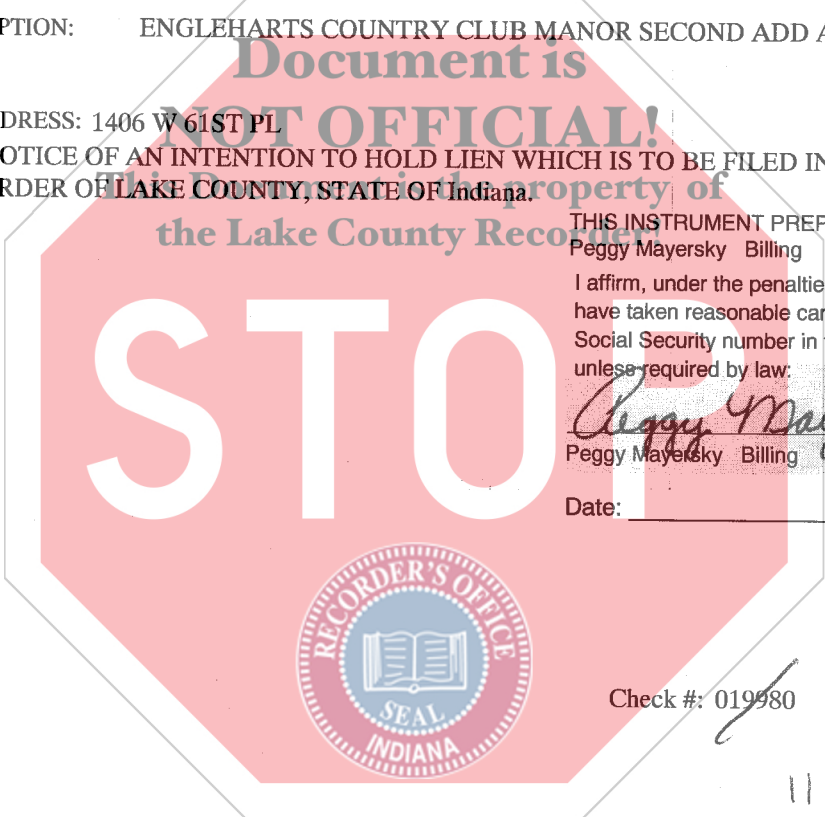 PTION: ENGLEHARTS COUNTRY CLUB MANOR SECOND ADD A
Document is
DRESS: 1406 W 61ST PL
NOT OFFICIAL!
OTICE OF AN INTENTION TO HOLD LIEN WHICH IS TO BE FILED IN
RDER OF LAKE COUNTY, STATE OF Indiana.
This Document is the property of
the Lake County Recorder!
THIS INSTRUMENT PREP
Peggy Mayersky Billing
I affirm, under the penaltie
have taken reasonable car
Social Security number in
unless required by law:
STOP
Peggy Ma
Peggy Mayersky Billing
Date:
RECORDER'S OFFICE
SEAL
INDIANA
Check #: 019980
11